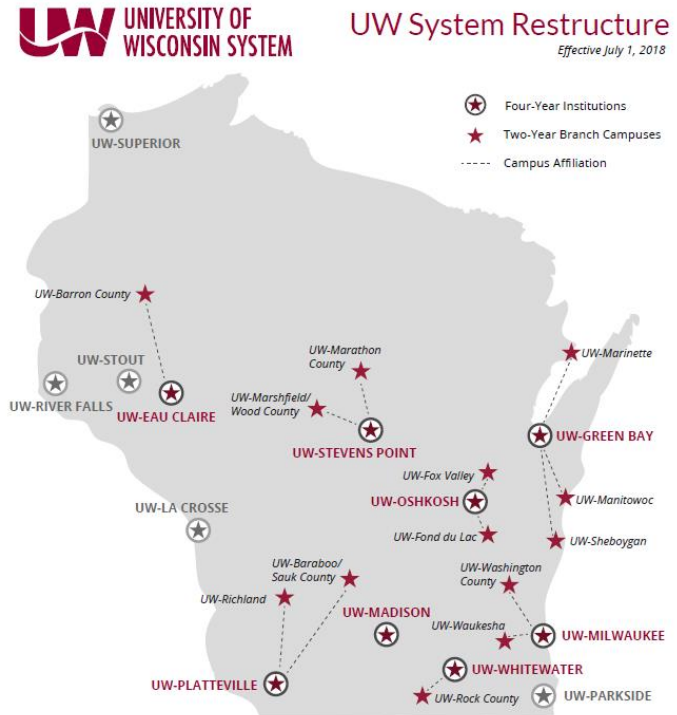 UW UNIVERSITY OF
WISCONSIN SYSTEM
UW System Restructure
Effective July 1, 2018
Four-Year Institutions
Two-Year Branch Campuses
Campus Affiliation
UW-SUPERIOR
UW-Barron County
UW-STOUT
UW-RIVER FALLS
UW-EAU CLAIRE
UW-Marathon
County
UW-Marshfield/
Wood County
UW-STEVENS POINT
UW-Marinette
UW-GREEN BAY
UW-Fox Valley
UW-OSHKOSH
UW-Manitowoc
UW-LA CROSSE
UW-Fond du Lac
UW-Sheboygan
UW-Baraboo/
Sauk County
UW-Washington
County
UW-Richland
UW-MADISON
UW-Waukesha
UW-MILWAUKEE
UW-WHITEWATER
UW-PLATTEVILLE
UW-Rock County
UW-PARKSIDE